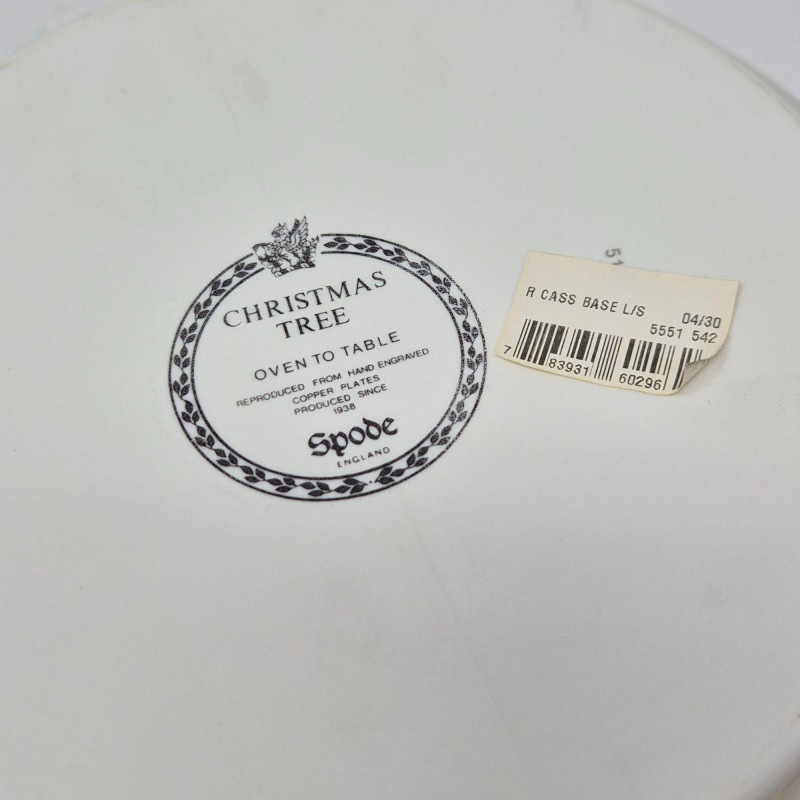 CHRISTMAS
TREE
OVEN TO TABLE
REPRODUCED FROM HAND ENGRAVED
COPPER PLATES
PRODUCED SINCE
1938
Spode
ENGLAND
R CASS BASE L/S 04/30
5551 542
7 83931 60296